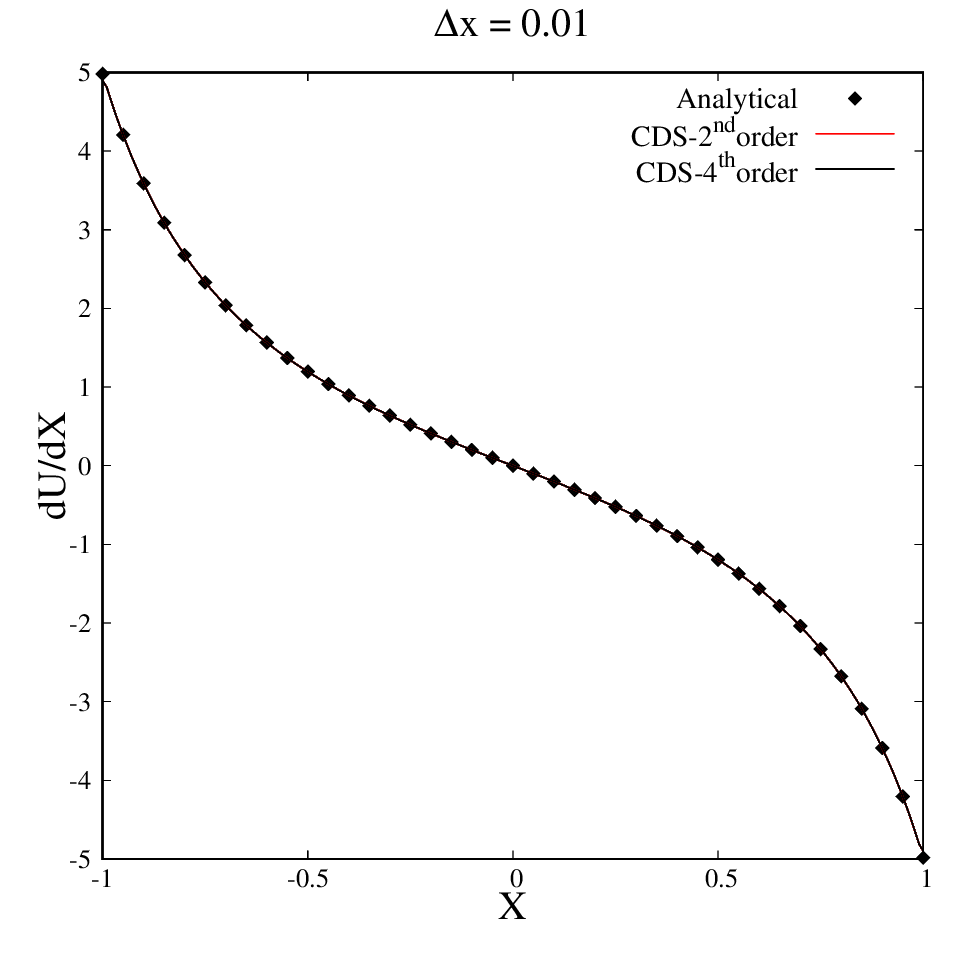 Δx = 0.01
Analytical
CDS-2ndorder
CDS-4thorder
5
4
3
2
1
0
-1
-2
-3
-4
-5
dU/dX
-1 -0.5 0 0.5 1
X